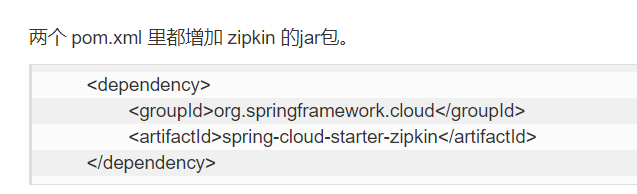 两个 pom.xml 里都增加 zipkin 的jar包。
<dependency>
<groupId>org.springframework.cloud</groupId>
<artifactId>spring-cloud-starter-zipkin</artifactId>
</dependency>